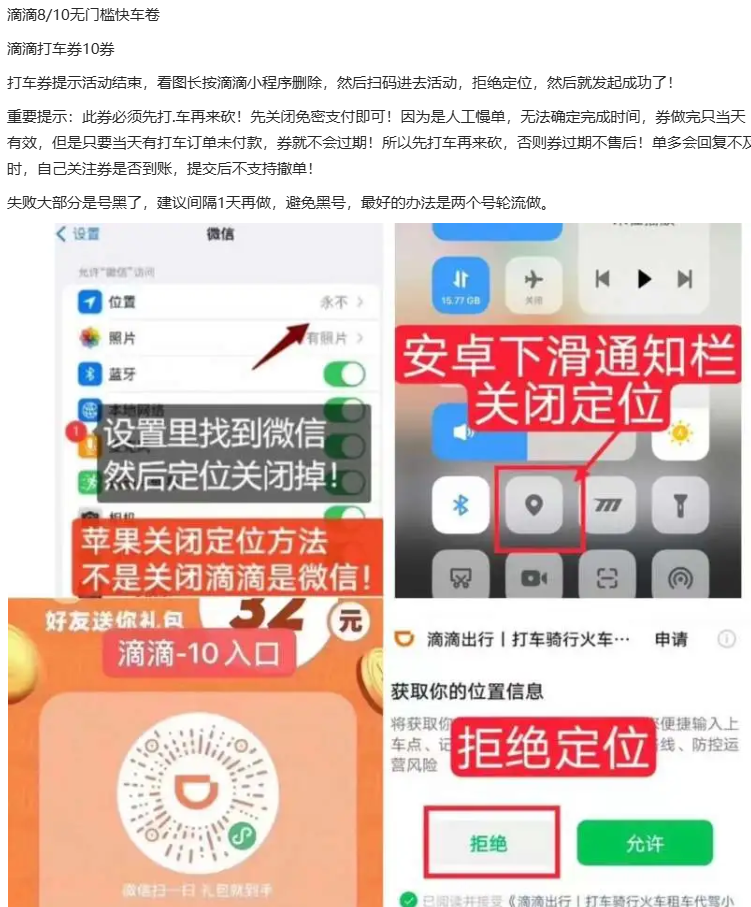 滴滴8/10无门槛快车卷
滴滴打车券10券
打车券提示活动结束，看图长按滴滴小程序删除，然后扫码进去活动，拒绝定位，然后就发起成功了！
重要提示：此券必须先打.车再来砍！先关闭免密支付即可！因为是人工慢单，无法确定完成时间，券做完只当天
有效，但是只要当天有打车订单未付款，券就不会过期！所以先打车再来砍，否则券过期不售后！单多会回复不及
时，自己关注券是否到账，提交后不支持撤单！
失败大部分是号黑了，建议间隔1天再做，避免黑号，最好的办法是两个号轮流做。
设置 微信
允许"微信"访问
位置 永不
照片 有照片
蓝牙
本地网络
1
设置里找到微信
然后定位关闭掉！
相机
苹果关闭定位方法
不是关闭滴滴是微信！
15.77 GB
关闭
安卓下滑通知栏
关闭定位
好友送你礼包 32 元
滴滴-10入口
微信扫一扫 礼包就到手
滴滴出行丨打车骑行火车… 申请
获取你的位置信息
将获取你 便捷输入上
车点、记 线、防控运
营风险
拒绝定位
拒绝 允许
已阅读并接受《滴滴出行丨打车骑行火车租车代驾小